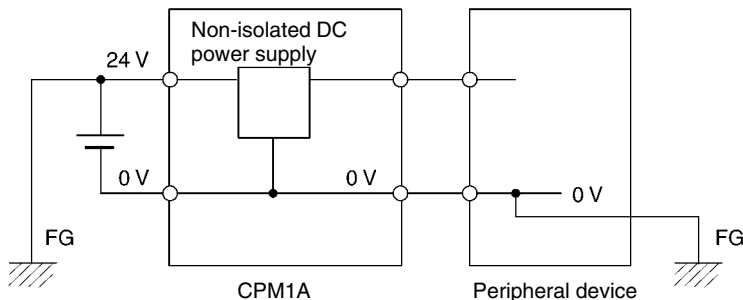 Non-isolated DC
power supply
24 V
0 V
0 V
0 V
FG
FG
CPM1A
Peripheral device